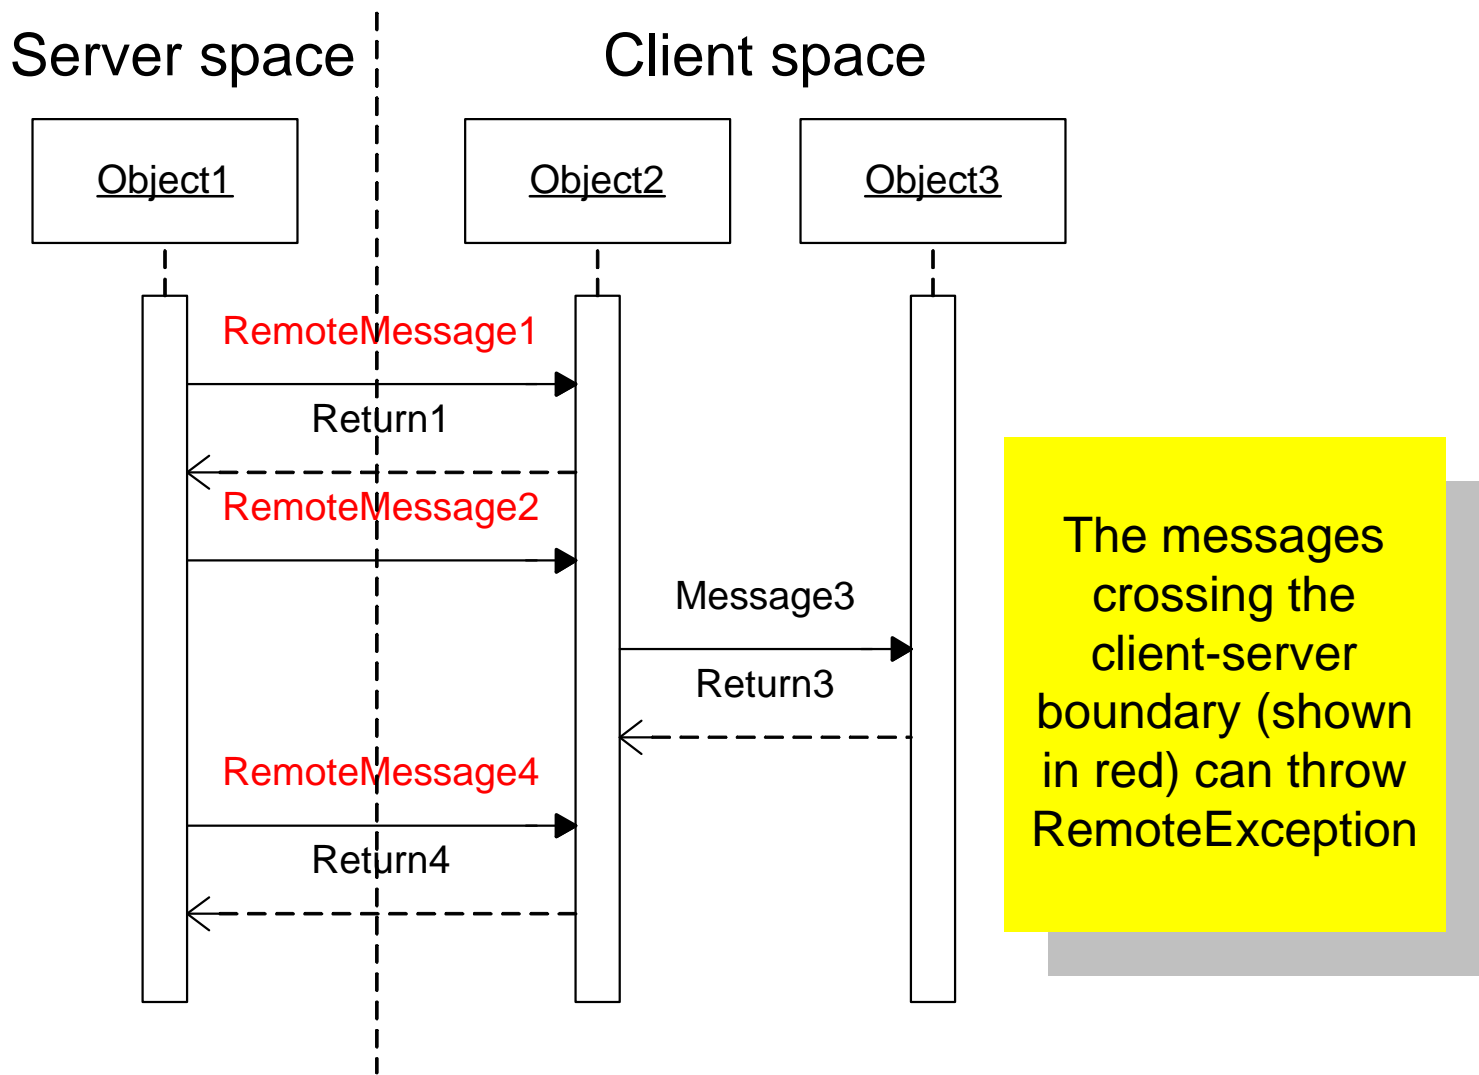 Server space
Client space
Object1
Object2
Object3
RemoteMessage1
Return1
RemoteMessage2
Message3
Return3
RemoteMessage4
Return4
The messages
crossing the
client-server
boundary (shown
in red) can throw
RemoteException